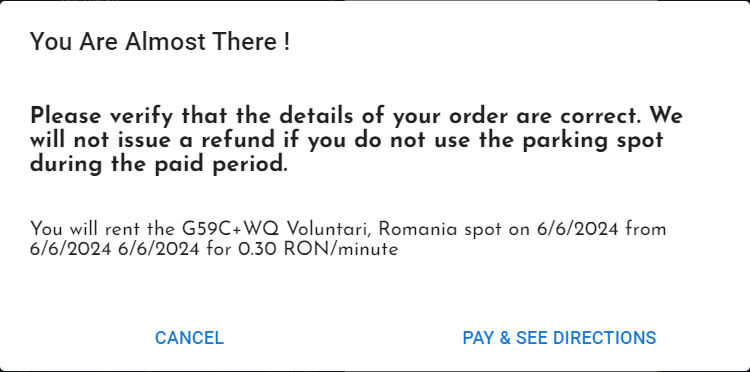 You Are Almost There !
Please verify that the details of your order are correct. We
will not issue a refund if you do not use the parking spot
during the paid period.
You will rent the G59C+WQ Voluntari, Romania spot on 6/6/2024 from
6/6/2024 6/6/2024 for 0.30 RON/minute
CANCEL PAY & SEE DIRECTIONS